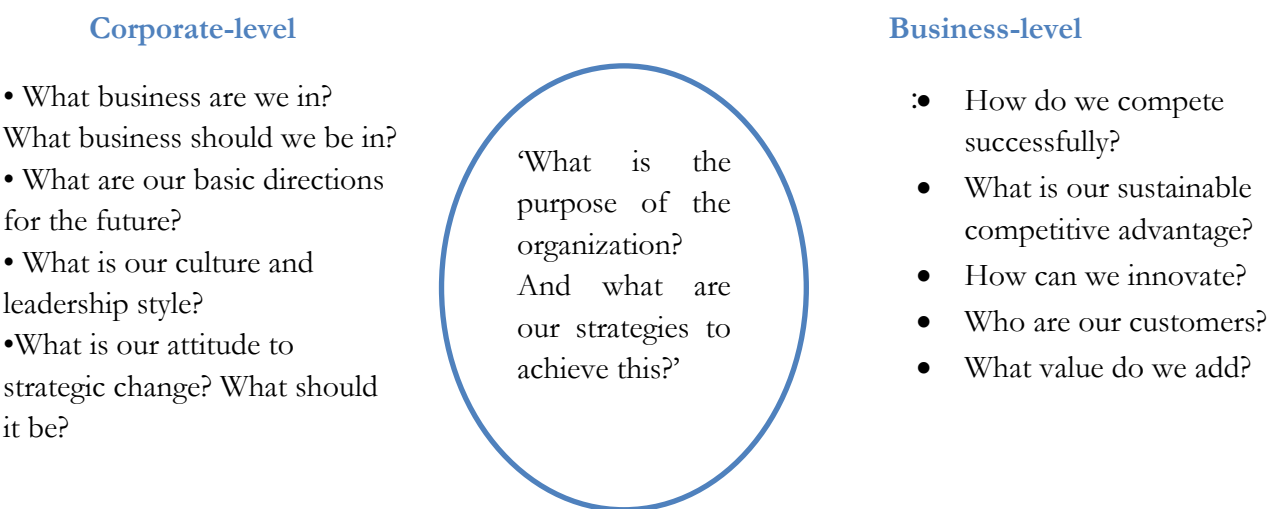 Corporate-level
• What business are we in?
What business should we be in?
• What are our basic directions
for the future?
• What is our culture and
leadership style?
•What is our attitude to
strategic change? What should
it be?
‘What is the
purpose of the
organization?
And what are
our strategies to
achieve this?’
Business-level
:• How do we compete
successfully?
• What is our sustainable
competitive advantage?
• How can we innovate?
• Who are our customers?
• What value do we add?